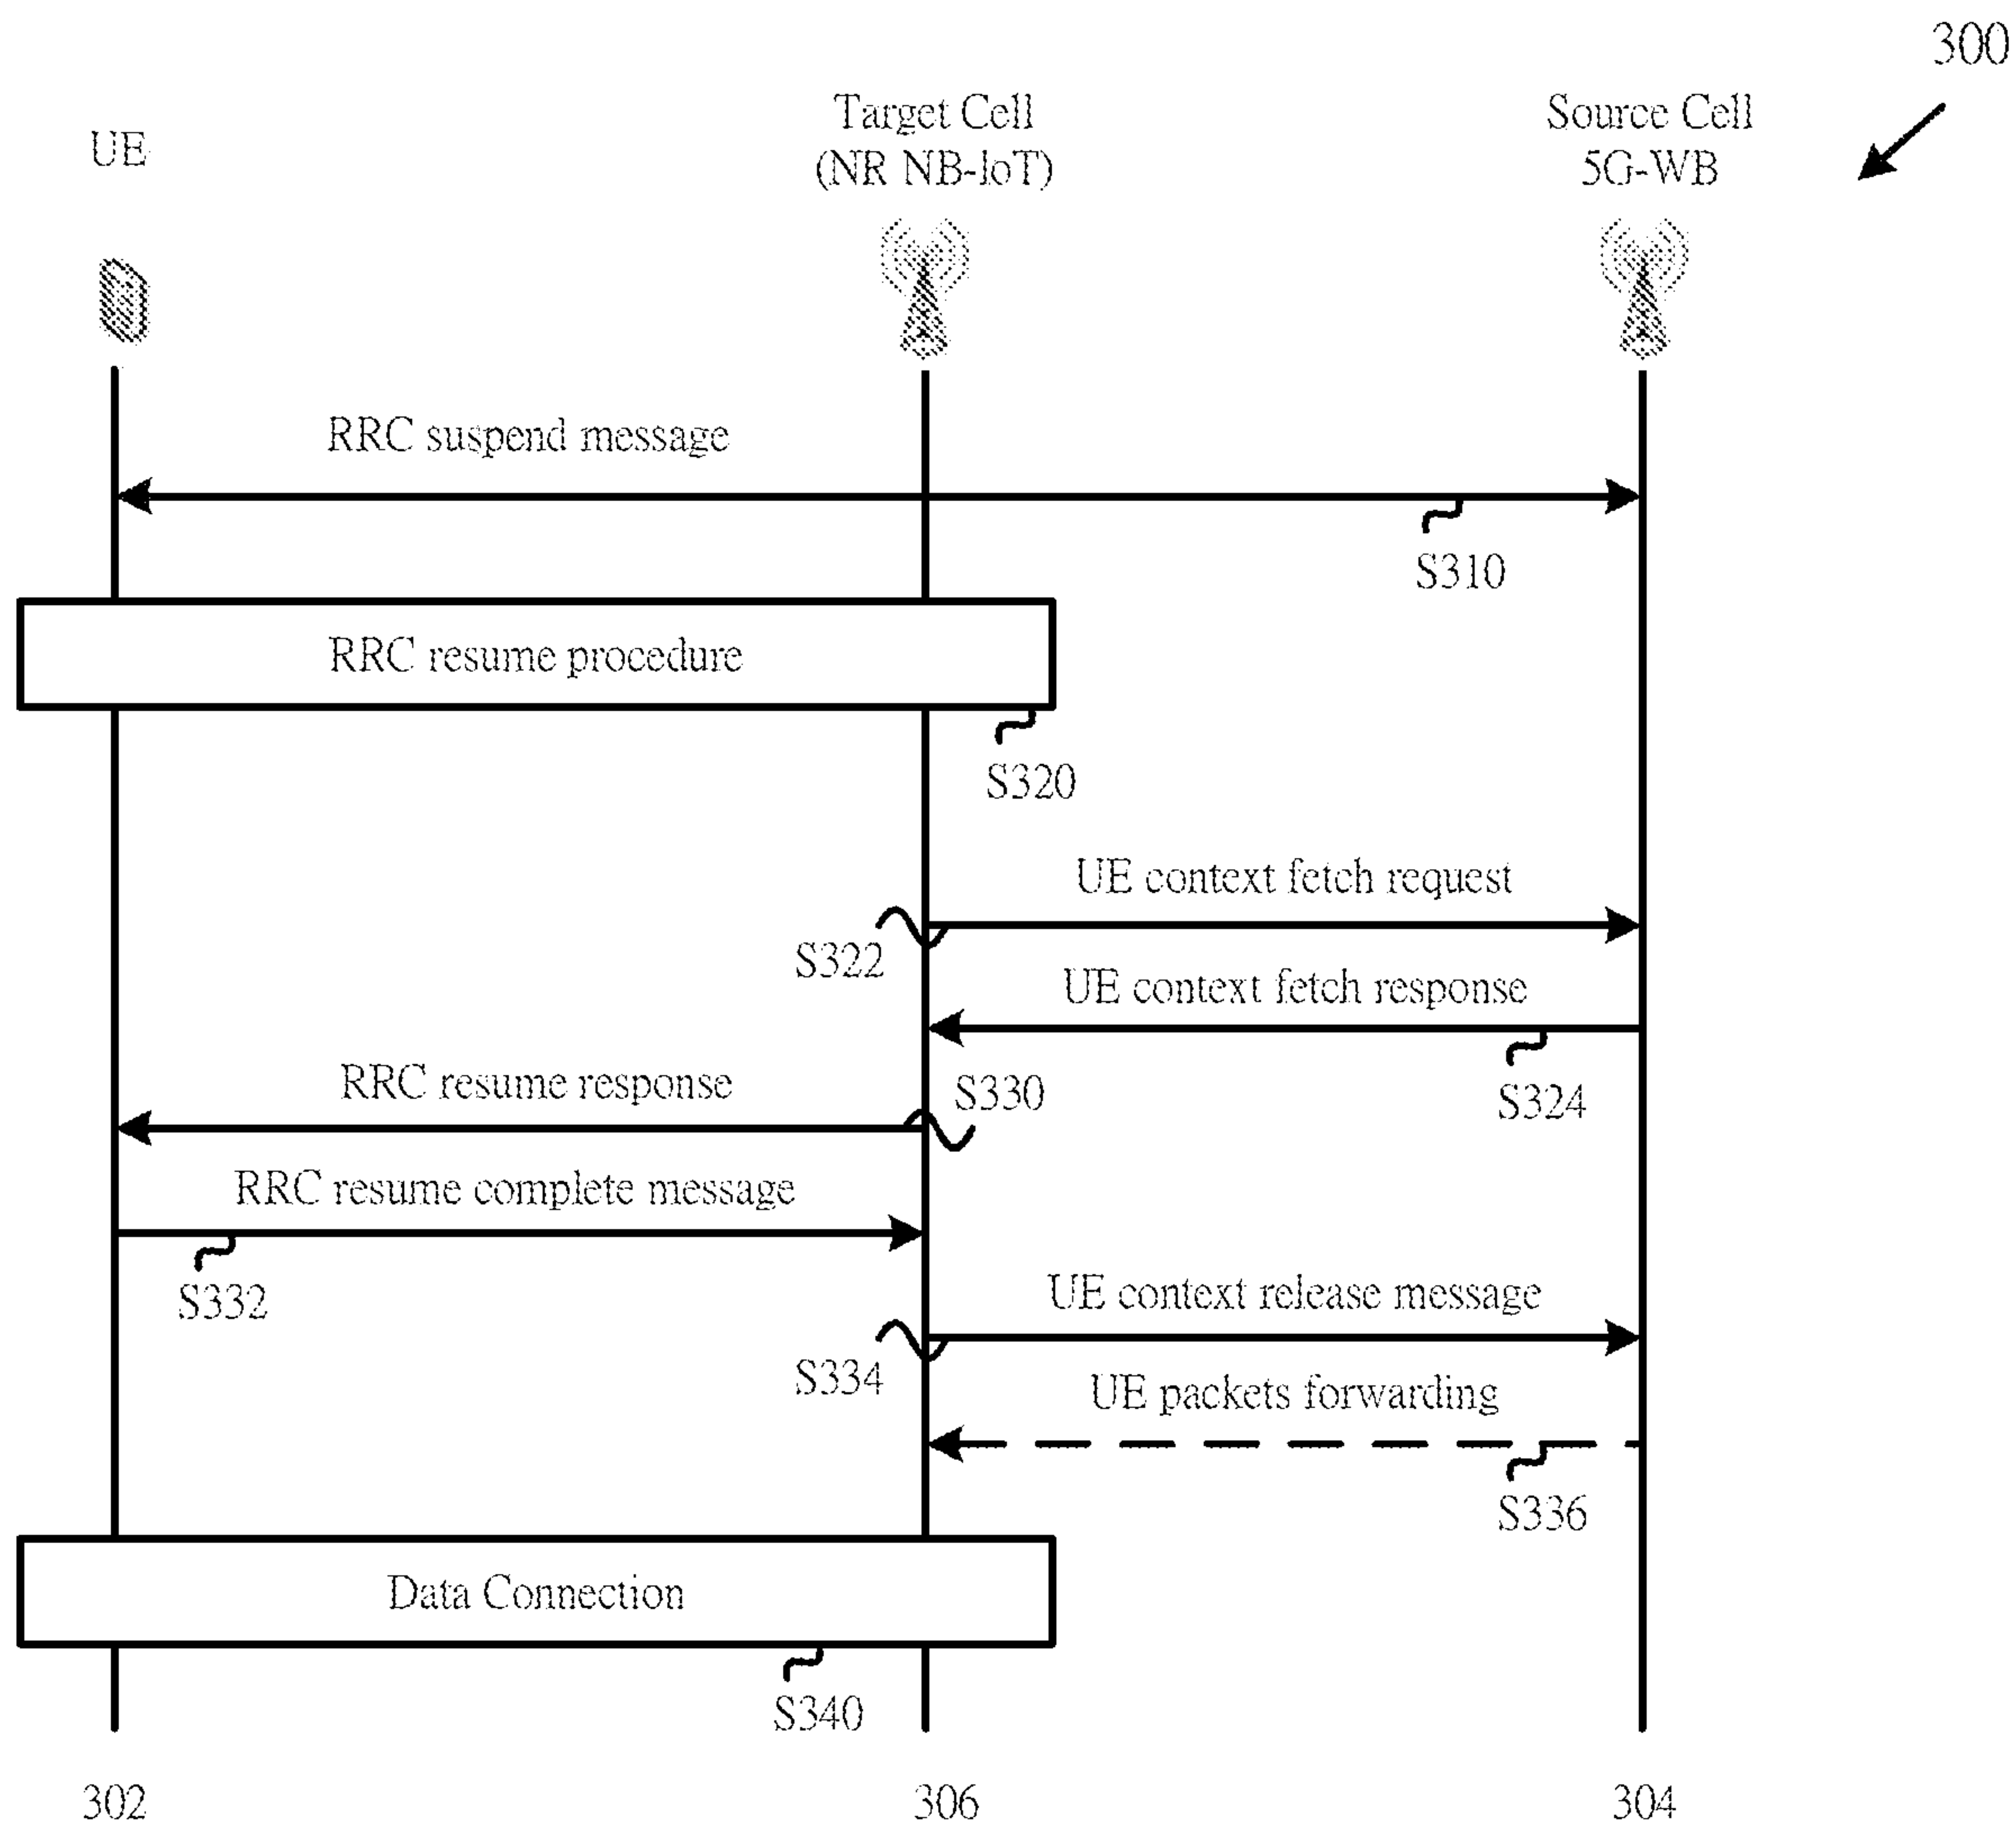 300
UE
Target Cell
(NR NB-IoT)
Source Cell
5G-WB
RRC suspend message
S310
RRC resume procedure
S320
UE context fetch request
S322
UE context fetch response
S324
RRC resume response
S330
RRC resume complete message
S332
UE context release message
S334
UE packets forwarding
S336
Data Connection
S340
302
306
304